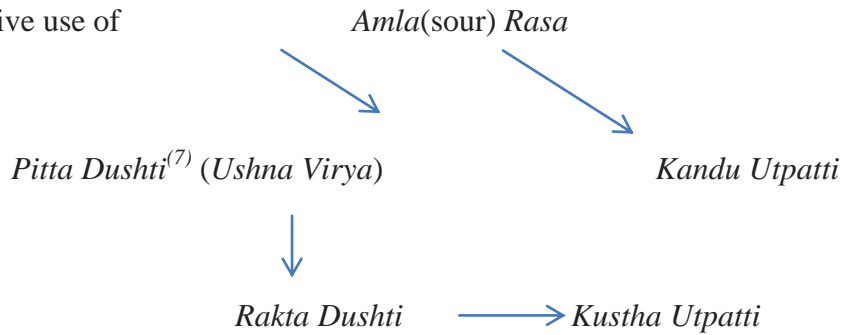 ive use of Amla(sour) Rasa
Pitta Dushti(7) (Ushna Virya) Kandu Utpatti
Rakta Dushti Kustha Utpatti